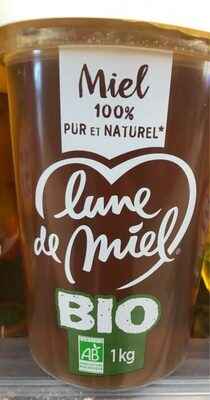 Miel
100%
PUR ET NATUREL*
lune
de miel
BIO
AB
1kg